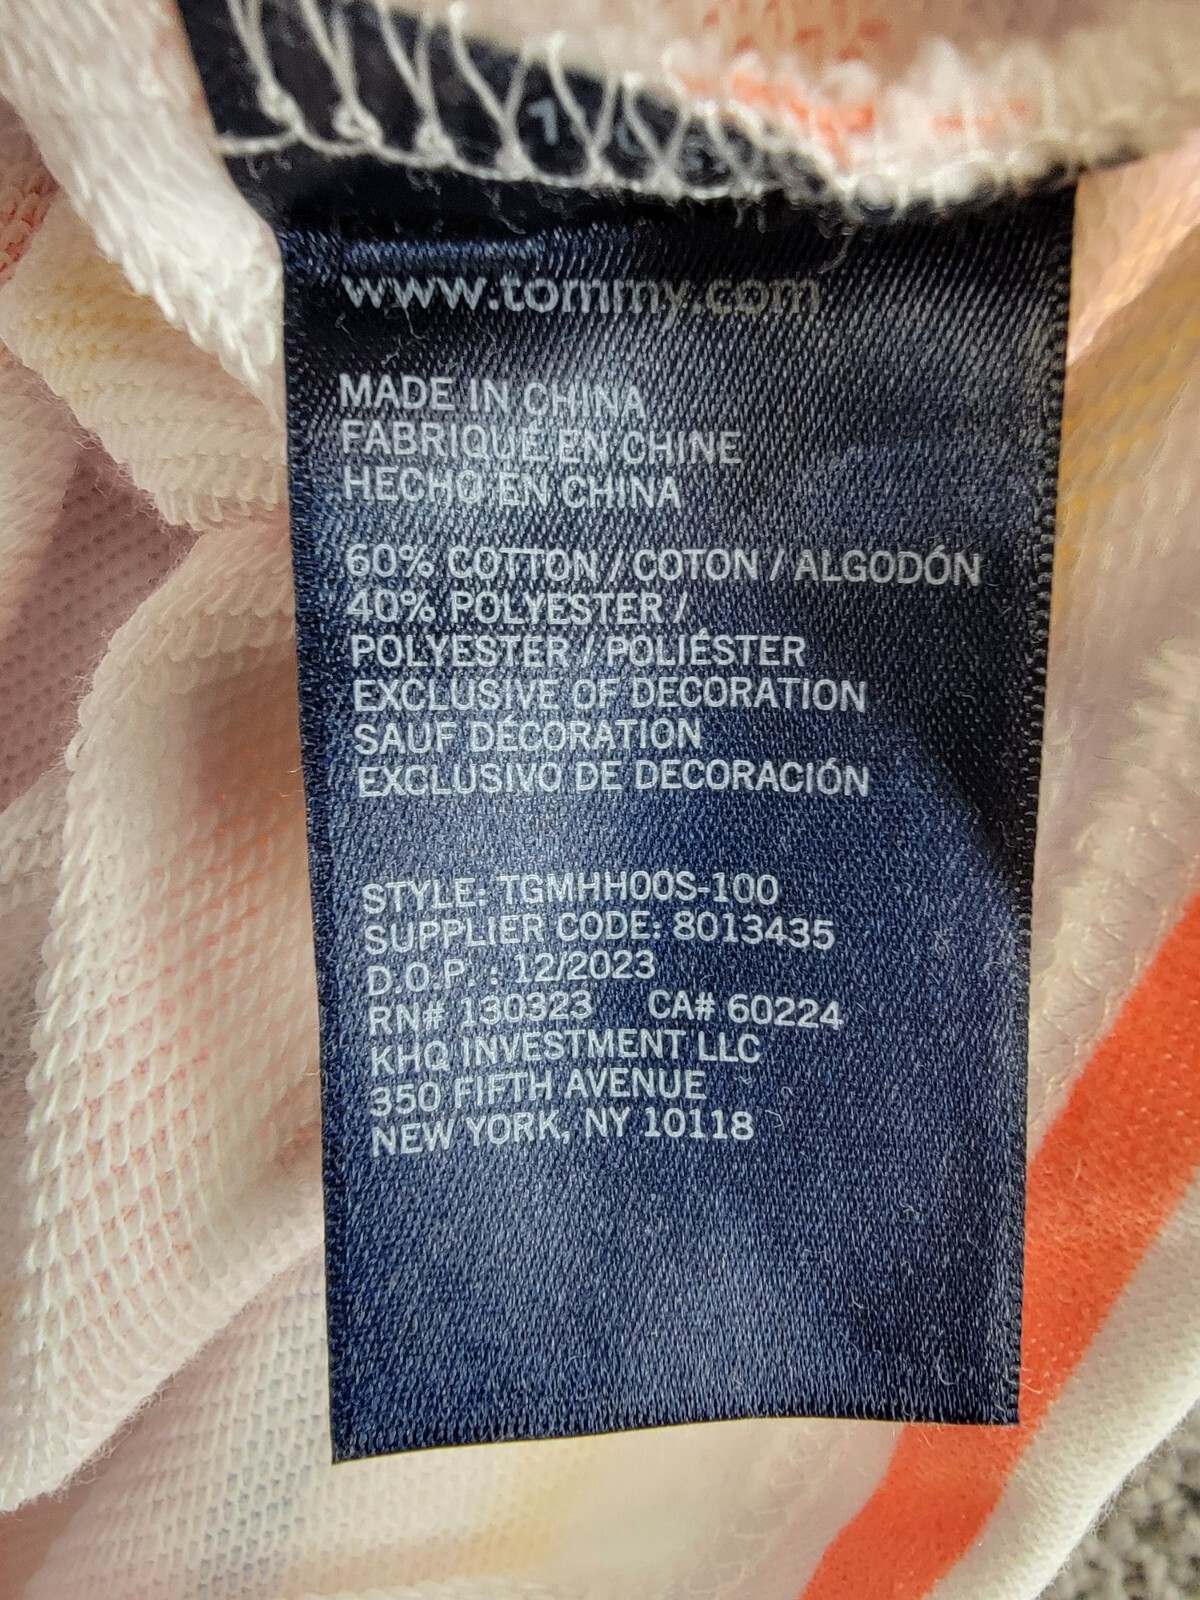 www.tommy.com
MADE IN CHINA
FABRIQUÉ EN CHINE
HECHO EN CHINA
60% COTTON / COTON / ALGODÓN
40% POLYESTER /
POLYESTER / POLIÉSTER
EXCLUSIVE OF DECORATION
SAUF DÉCORATION
EXCLUSIVO DE DECORACIÓN
STYLE: TGMHH00S-100
SUPPLIER CODE: 8013435
D.O.P. : 12/2023
RN# 130323 CA# 60224
KHQ INVESTMENT LLC
350 FIFTH AVENUE
NEW YORK, NY 10118